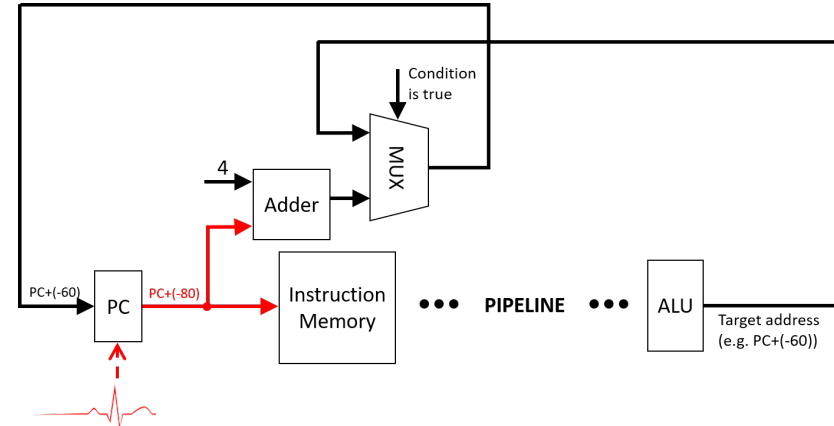 Condition
is true
MUX
4
Adder
PC+(-60)
PC
PC+(-80)
Instruction
Memory
••• PIPELINE •••
ALU
Target address
(e.g. PC+(-60))